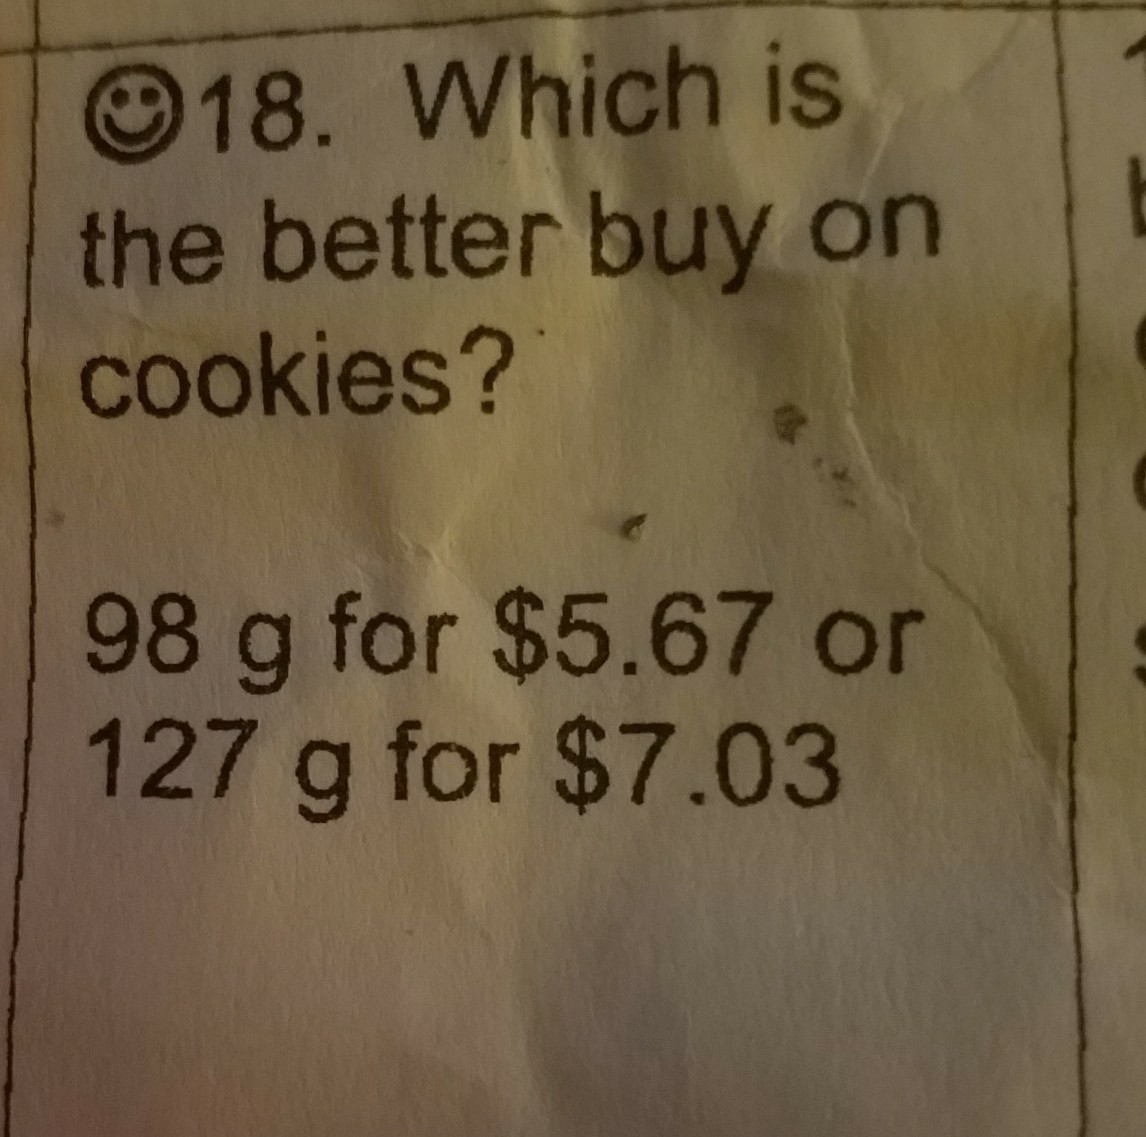 ☺18. Which is
the better buy on
cookies?
98 g for $5.67 or
127 g for $7.03